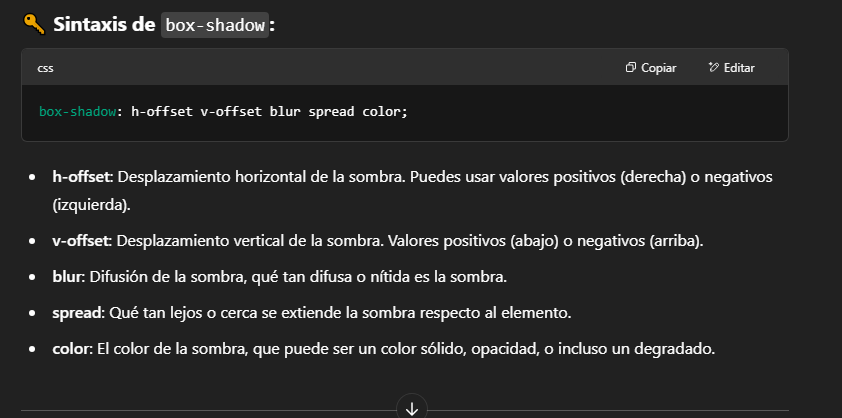 🔑 Sintaxis de box-shadow:
css Copiar Editar
box-shadow: h-offset v-offset blur spread color;
• h-offset: Desplazamiento horizontal de la sombra. Puedes usar valores positivos (derecha) o negativos
(izquierda).
• v-offset: Desplazamiento vertical de la sombra. Valores positivos (abajo) o negativos (arriba).
• blur: Difusión de la sombra, qué tan difusa o nítida es la sombra.
• spread: Qué tan lejos o cerca se extiende la sombra respecto al elemento.
• color: El color de la sombra, que puede ser un color sólido, opacidad, o incluso un degradado.